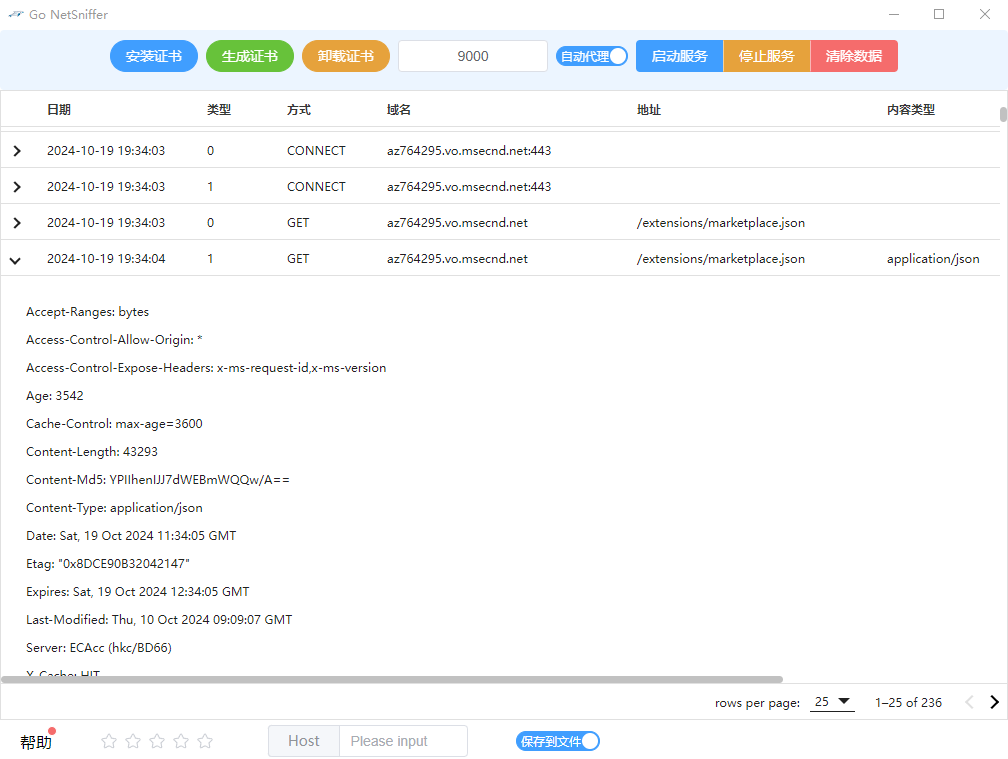 Go NetSniffer
安装证书 生成证书 卸载证书 9000 自动代理 启动服务 停止服务 清除数据
日期 类型 方式 域名 地址 内容类型
2024-10-19 19:34:03 0 CONNECT az764295.vo.msecnd.net:443
2024-10-19 19:34:03 1 CONNECT az764295.vo.msecnd.net:443
2024-10-19 19:34:03 0 GET az764295.vo.msecnd.net /extensions/marketplace.json
2024-10-19 19:34:04 1 GET az764295.vo.msecnd.net /extensions/marketplace.json application/json
Accept-Ranges: bytes
Access-Control-Allow-Origin: *
Access-Control-Expose-Headers: x-ms-request-id,x-ms-version
Age: 3542
Cache-Control: max-age=3600
Content-Length: 43293
Content-Md5: YPIIhenIJJ7dWEBmWQQw/A==
Content-Type: application/json
Date: Sat, 19 Oct 2024 11:34:05 GMT
Etag: "0x8DCE90B32042147"
Expires: Sat, 19 Oct 2024 12:34:05 GMT
Last-Modified: Thu, 10 Oct 2024 09:09:07 GMT
Server: ECAcc (hkc/BD66)
X-Cache: HIT
rows per page: 25 1–25 of 236
帮助 Host Please input 保存到文件